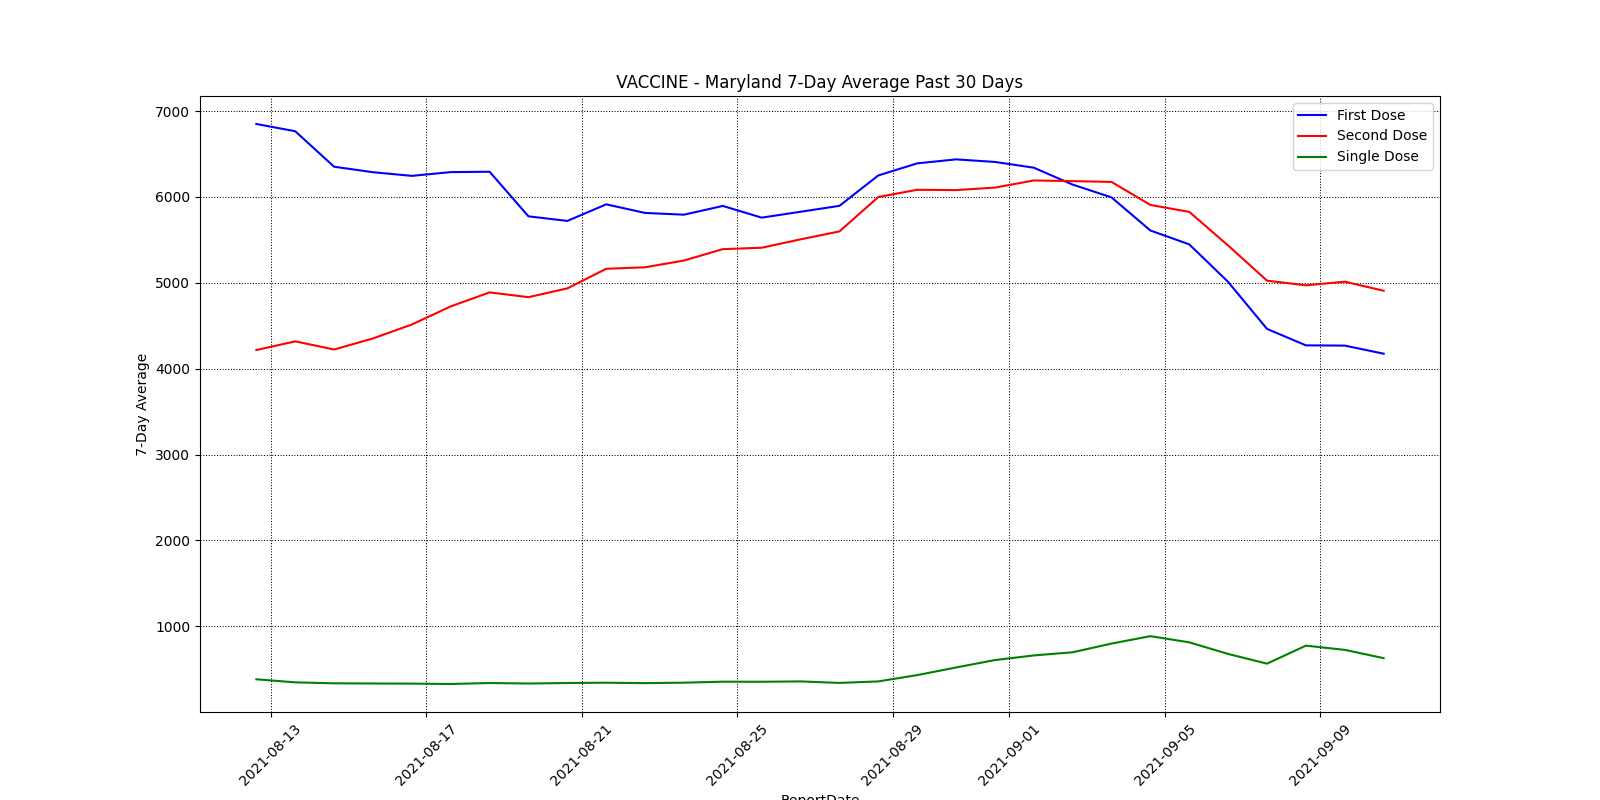 VACCINE - Maryland 7-Day Average Past 30 Days
7-Day Average
7000
6000
5000
4000
3000
2000
1000
First Dose
Second Dose
Single Dose
2021-08-13
2021-08-17
2021-08-21
2021-08-25
2021-08-29
2021-09-01
2021-09-05
2021-09-09
ReportDate